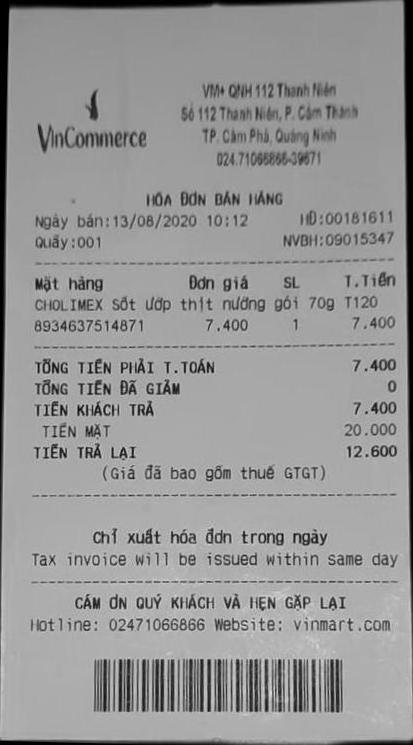 VinCommerce
VM+ QNH 112 Thanh Niên
Số 112 Thanh Niên, P. Cẩm Thành
TP. Cẩm Phả, Quảng Ninh
024.71066866-39671
HÓA ĐƠN BÁN HÀNG
Ngày bán:13/08/2020 10:12 HĐ:00181611
Quầy:001 NVBH:09015347
Mặt hàng Đơn giá SL T.Tiền
CHOLIMEX Sốt ướp thịt nướng gói 70g T120
8934637514871 7.400 1 7.400
TỔNG TIỀN PHẢI T.TOÁN 7.400
TỔNG TIỀN ĐÃ GIẢM 0
TIỀN KHÁCH TRẢ 7.400
TIỀN MẶT 20.000
TIỀN TRẢ LẠI 12.600
(Giá đã bao gồm thuế GTGT)
Chỉ xuất hóa đơn trong ngày
Tax invoice will be issued within same day
CẢM ƠN QUÝ KHÁCH VÀ HẸN GẶP LẠI
Hotline: 02471066866 Website: vinmart.com